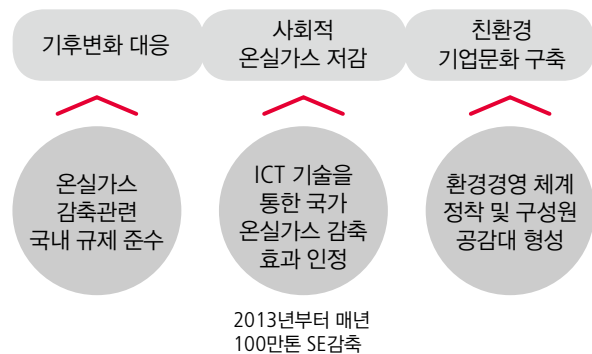 기후변화 대응
사회적
온실가스 저감
친환경
기업문화 구축
온실가스
감축관련
국내 규제 준수
ICT 기술을
통한 국가
온실가스 감축
효과 인정
환경경영 체계
정착 및 구성원
공감대 형성
2013년부터 매년
100만톤 SE감축